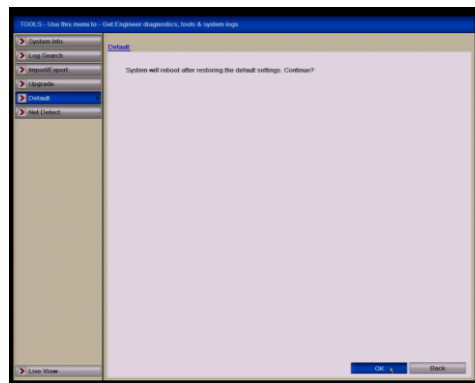 TOOLS - Use this menu to - Get Engineer diagnostics, tools & system logs
System Info
Log Search
Import/Export
Upgrade
Default
Net Detect
Default
System will reboot after restoring the default settings. Continue?
Live View
OK
Back